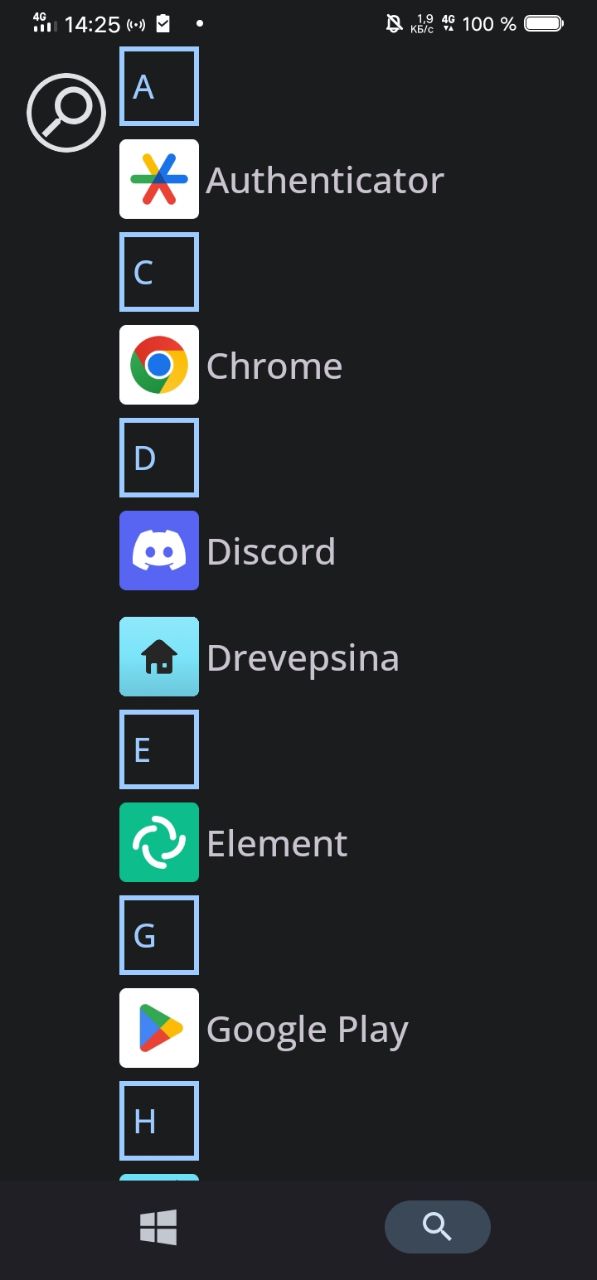 4G 14:25 1,9 КБ/с 4G 100 %
A
Authenticator
C
Chrome
D
Discord
Drevepsina
E
Element
G
Google Play
H